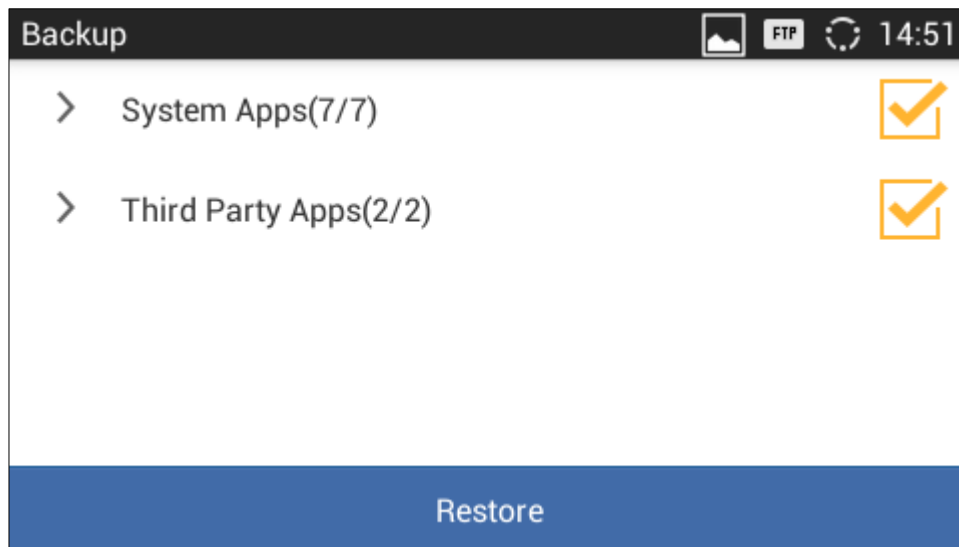 Backup FTP 14:51
System Apps(7/7)
Third Party Apps(2/2)
Restore